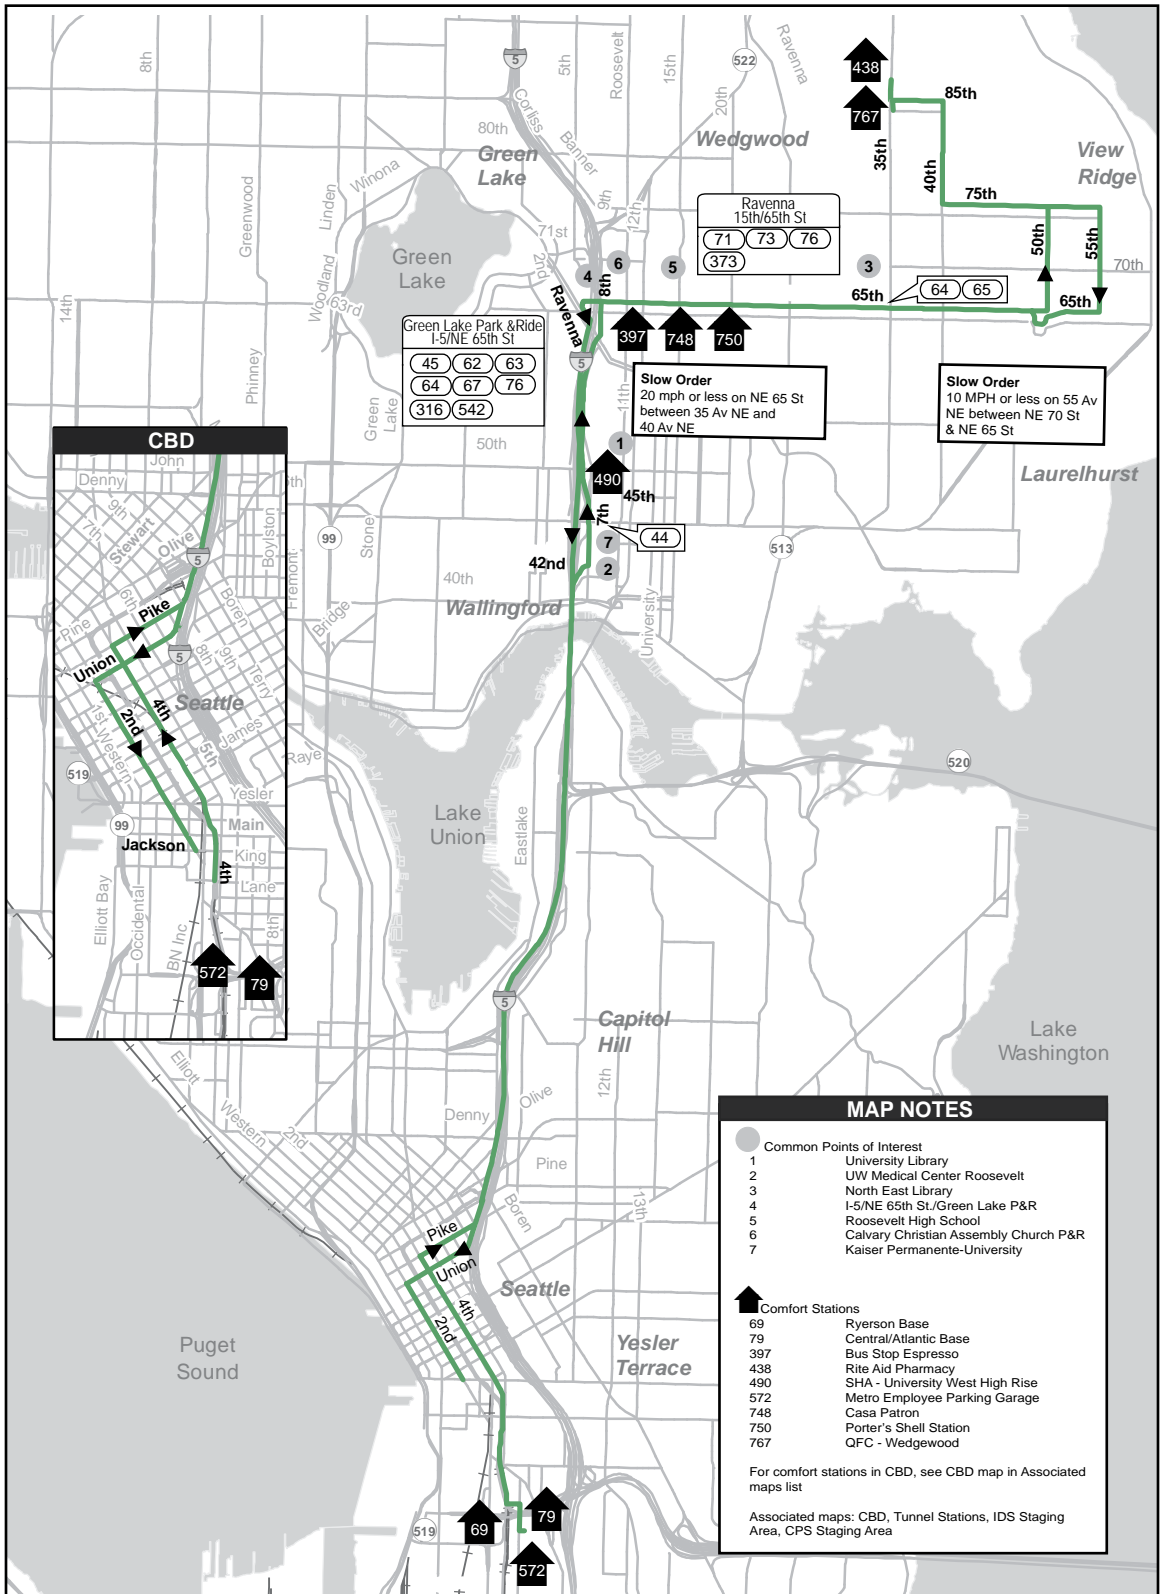 438
767
85th
35th
40th
75th
View
Ridge
50th
55th
70th
65th
65th
64 65
8th
5th
Roosevelt
15th
522
Ravenna
20th
Wedgwood
5
Corliss
Banner
80th
Green
Lake
9th
12th
Winona
Linden
Greenwood
Woodland
63rd
14th
Phinney
Green
Lake
71st
2nd
Ravenna
8th
4
6
5
3
Ravenna
15th/65th St
71 73 76
373
Green Lake Park &Ride
I-5/NE 65th St
45 62 63
64 67 76
316 542
5
397
748
750
Slow Order
20 mph or less on NE 65 St
between 35 Av NE and
40 Av NE
Slow Order
10 MPH or less on 55 Av
NE between NE 70 St
& NE 65 St
Laurelhurst
11th
1
490
45th
7th
44
7
2
42nd
Green
Lake
50th
99
Stone
Fremont
Bridge
40th
Wallingford
University
513
520
Lake
Union
Eastlake
Raye
5
Capitol
Hill
12th
Lake
Washington
Elliott
Western
2nd
Denny
Olive
Pine
Boren
13th
Pike
Union
4th
2nd
Seattle
Yesler
Terrace
Puget
Sound
519
69
79
572
CBD
John
Denny
9th
7th
Stewart
Olive
5
Boylston
6th
Pine
Pike
Boren
Union
5
8th
9th
Terry
Seattle
2nd
4th
1st
Western
5th
James
519
Yesler
99
Main
Jackson
King
4th
Lane
Elliott Bay
Occidental
BN Inc
8th
572
79
MAP NOTES
Common Points of Interest
1 University Library
2 UW Medical Center Roosevelt
3 North East Library
4 I-5/NE 65th St./Green Lake P&R
5 Roosevelt High School
6 Calvary Christian Assembly Church P&R
7 Kaiser Permanente-University
Comfort Stations
69 Ryerson Base
79 Central/Atlantic Base
397 Bus Stop Espresso
438 Rite Aid Pharmacy
490 SHA - University West High Rise
572 Metro Employee Parking Garage
748 Casa Patron
750 Porter's Shell Station
767 QFC - Wedgewood
For comfort stations in CBD, see CBD map in Associated
maps list
Associated maps: CBD, Tunnel Stations, IDS Staging
Area, CPS Staging Area